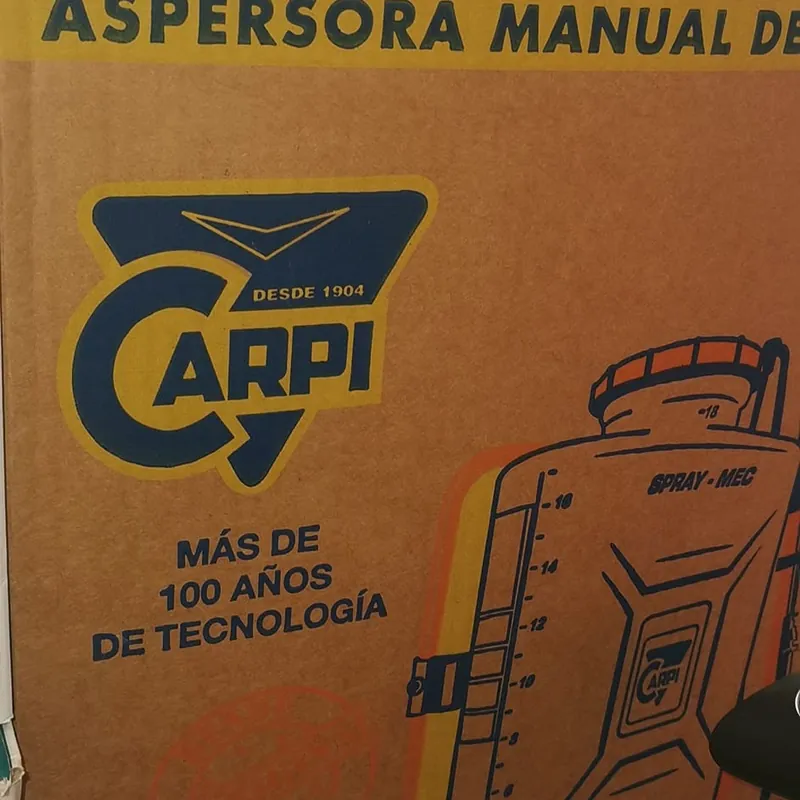 ASPERSORA MANUAL DE
DESDE 1904
CARPI
MÁS DE
100 AÑOS
DE TECNOLOGÍA
-18
SPRAY-MEC
-16
-14
-12
-10
-8
-6
CARPI